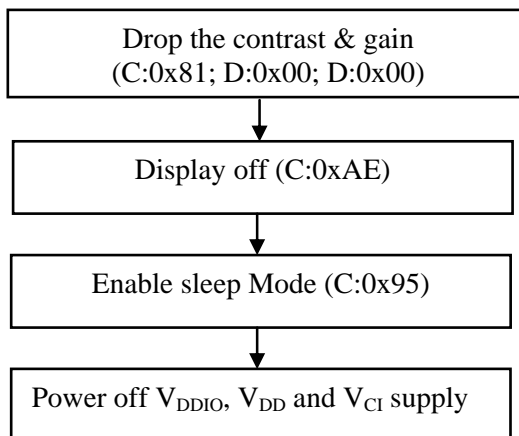 Drop the contrast & gain
(C:0x81; D:0x00; D:0x00)
Display off (C:0xAE)
Enable sleep Mode (C:0x95)
Power off VDDIO, VDD and VCI supply